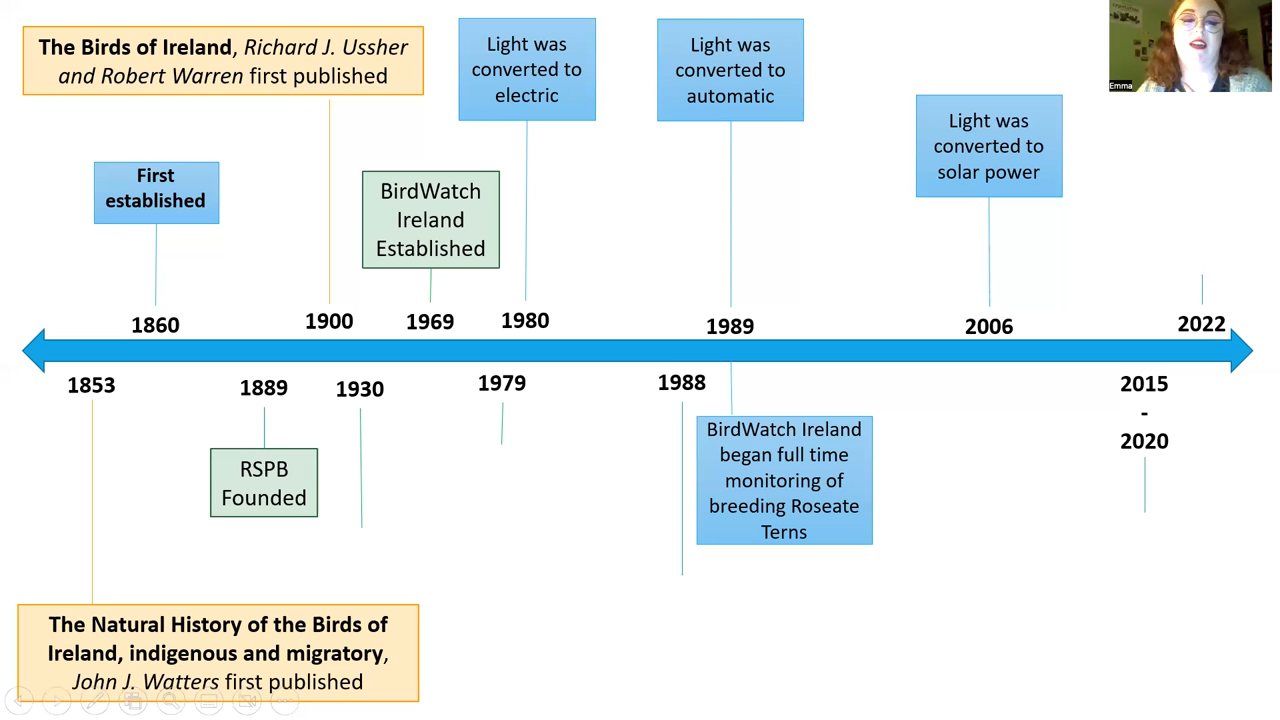 The Birds of Ireland, Richard J. Ussher
and Robert Warren first published
Light was
converted to
electric
Light was
converted to
automatic
Emma
Light was
converted to
solar power
First
established
BirdWatch
Ireland
Established
1860
1900
1969
1980
1989
2006
2022
1853
1889
1930
1979
1988
2015
-
2020
RSPB
Founded
BirdWatch Ireland
began full time
monitoring of
breeding Roseate
Terns
The Natural History of the Birds of
Ireland, indigenous and migratory,
John J. Watters first published